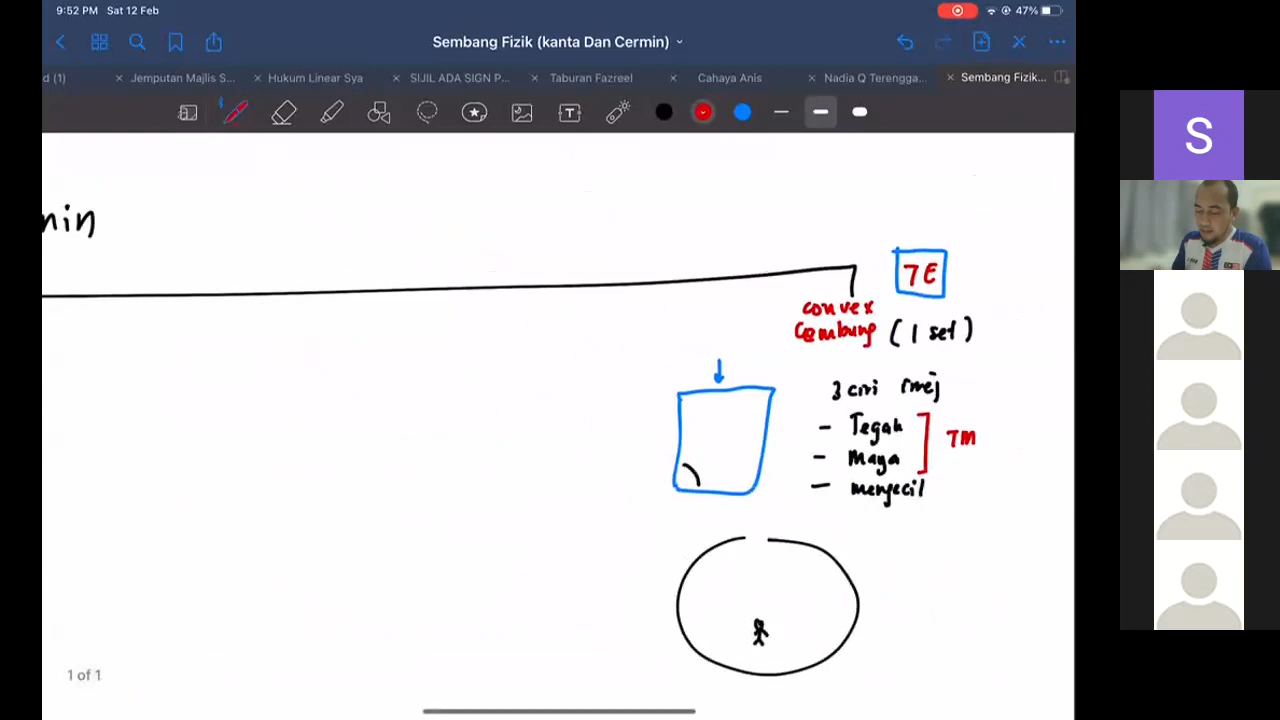 9:52 PM Sat 12 Feb
47%
Sembang Fizik (kanta Dan Cermin)
d (1)
Jemputan Majlis S...
Hukum Linear Sya
SIJIL ADA SIGN P...
Taburan Fazreel
Cahaya Anis
Nadia Q Terengga...
Sembang Fizik...
min
7E
convex
Cembung
(1 set)
3 ciri imej
- Tegak
- Maya
TM
- mengecil
1 of 1
S